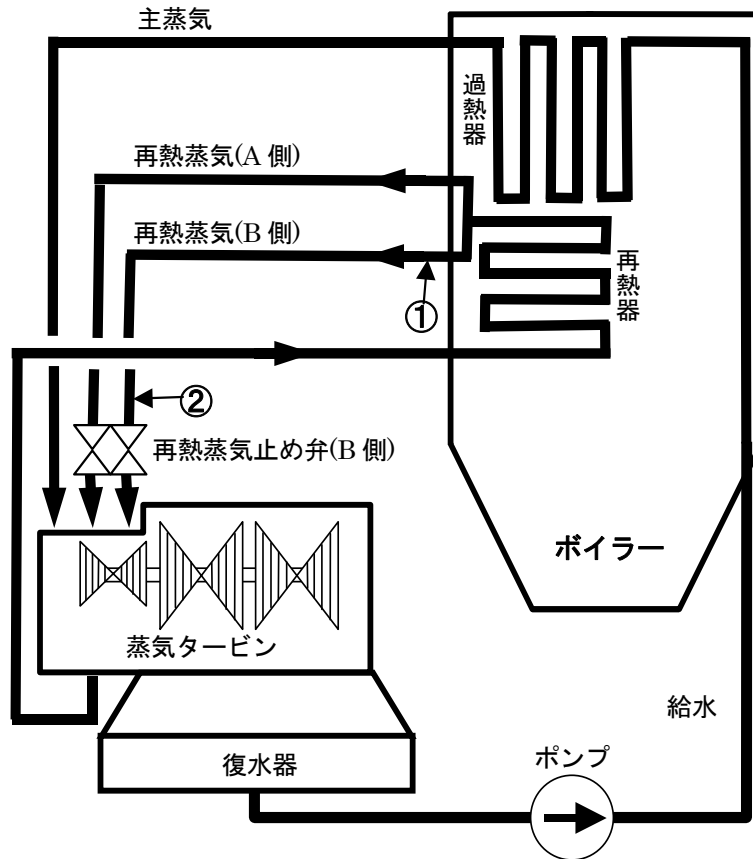 主蒸気
過熱器
再熱蒸気(A 側)
再熱蒸気(B 側)
再熱器
①
②
再熱蒸気止め弁(B 側)
ボイラー
蒸気タービン
給水
復水器
ポンプ